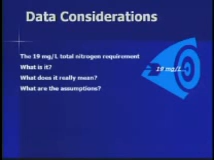 Data Considerations
The 19 mg/L total nitrogen requirement
What is it?
What does it really mean?
What are the assumptions?
19 mg/L